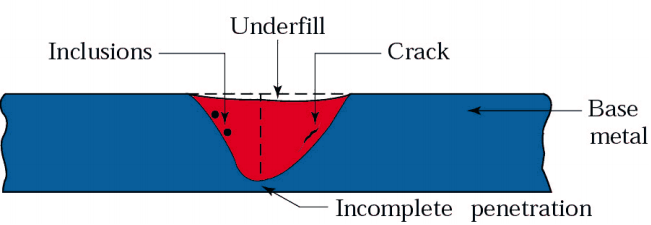 Underfill
Inclusions
Crack
Base
metal
Incomplete penetration